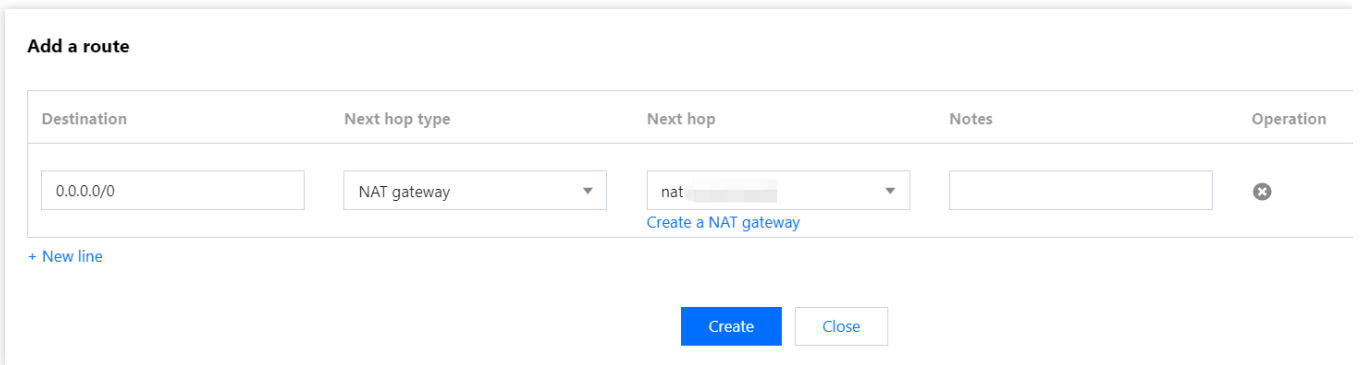 Add a route
Destination Next hop type Next hop Notes Operation
0.0.0.0/0 NAT gateway nat
Create a NAT gateway
+ New line
Create Close